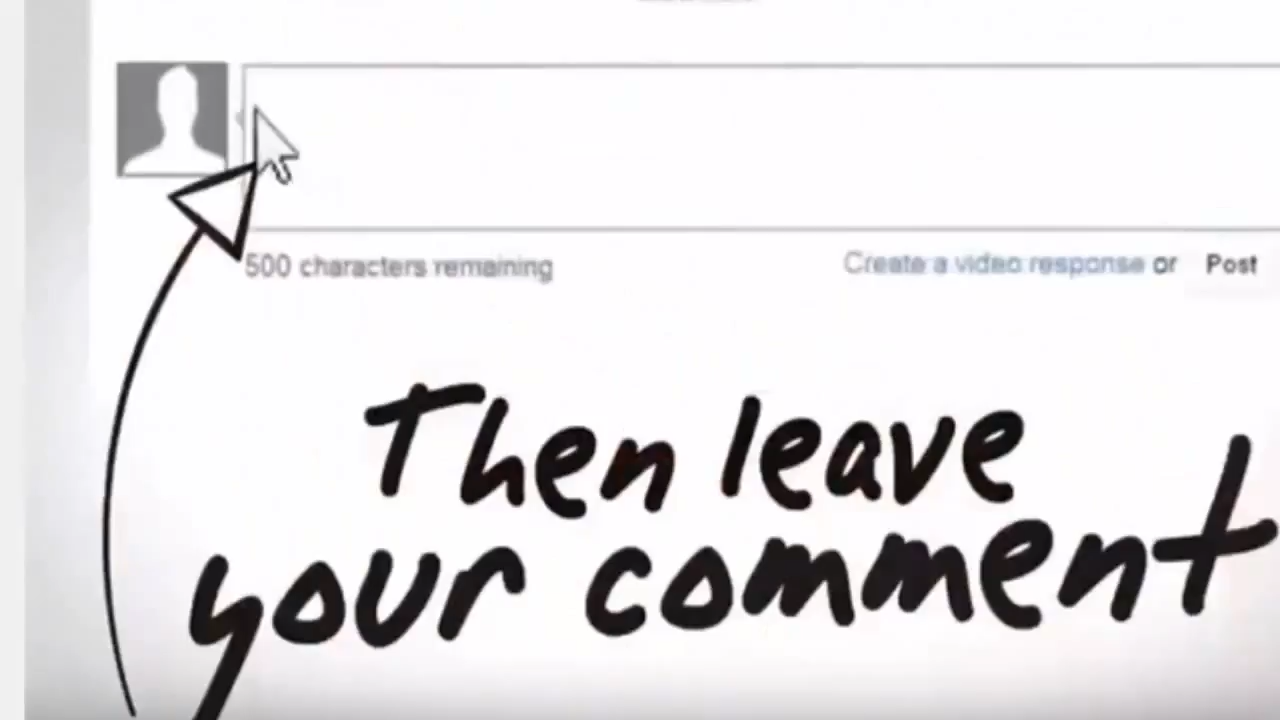 500 characters remaining
Create a video response or Post
Then leave
your comment